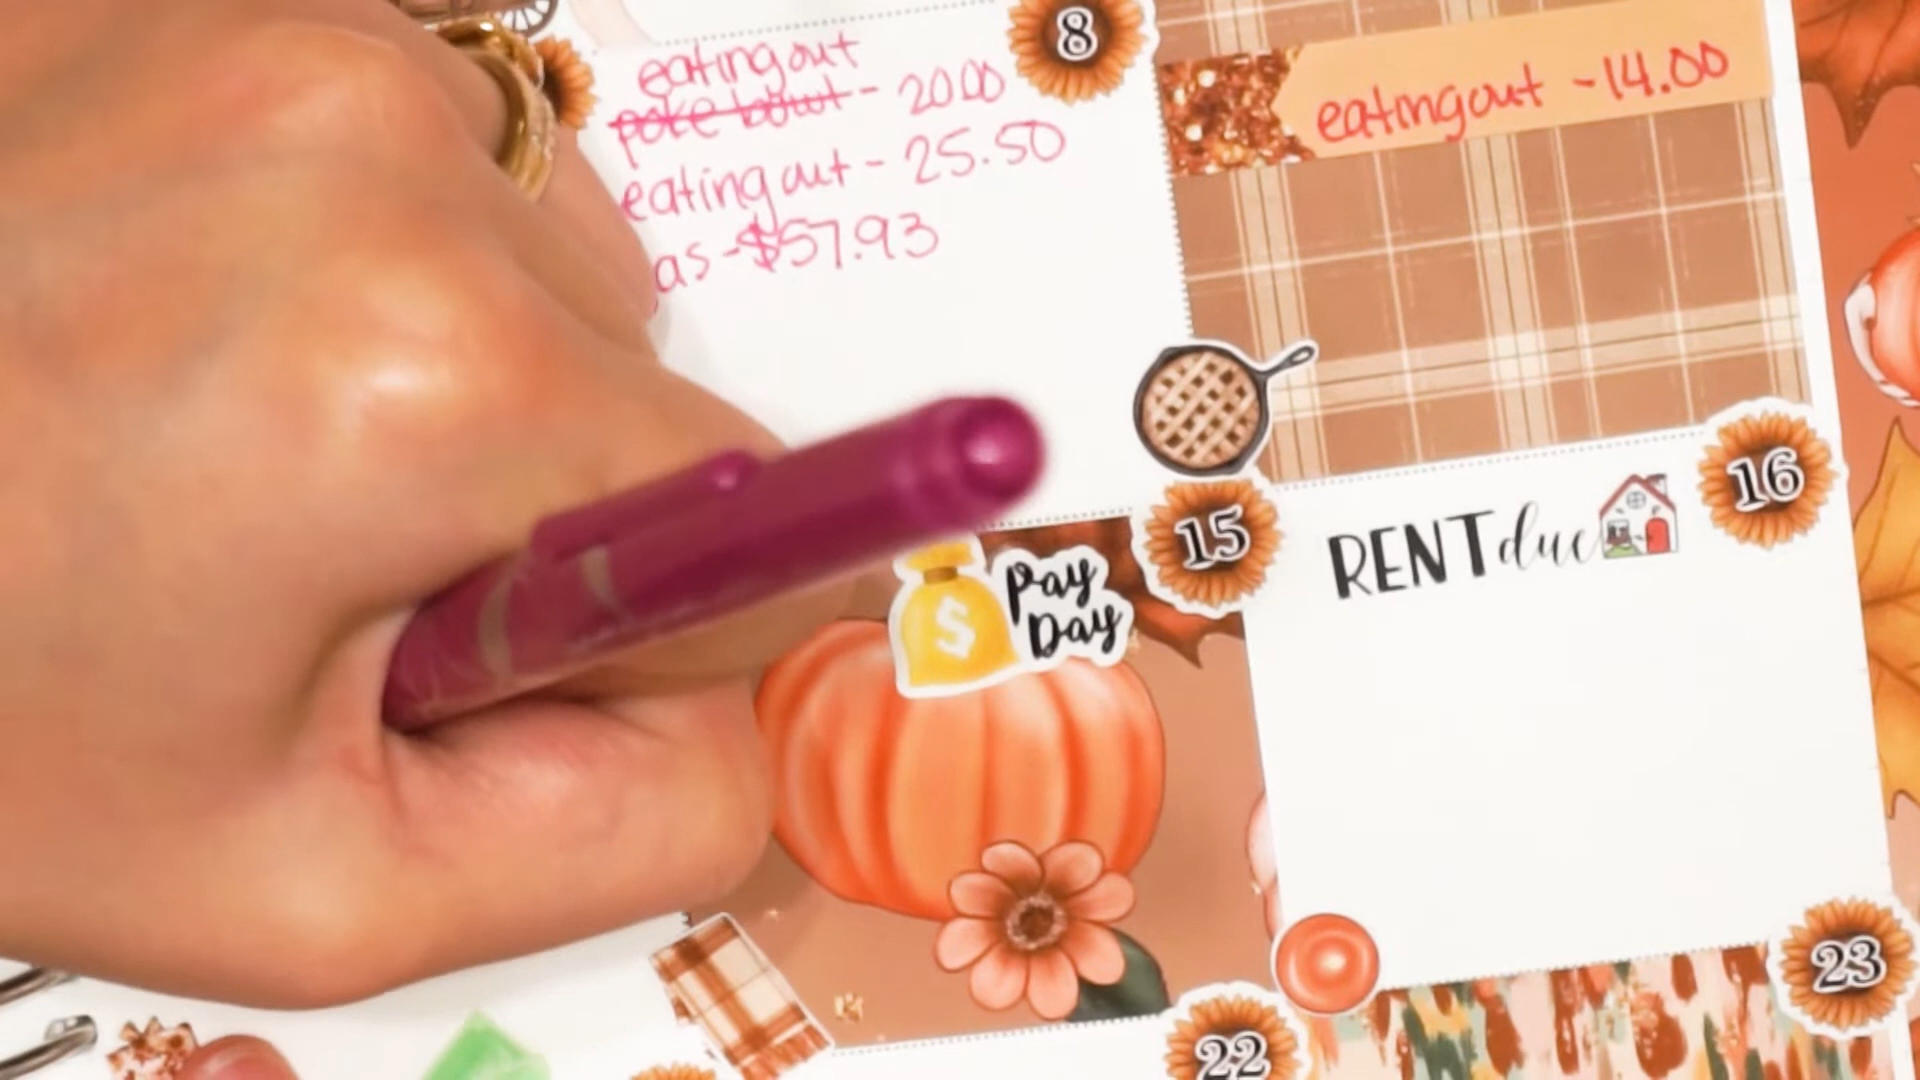 8
eating out
poke bowl - 20.00
eating out - 25.50
as - $57.93
eating out - 14.00
15
Pay
Day
16
RENT due
22
23